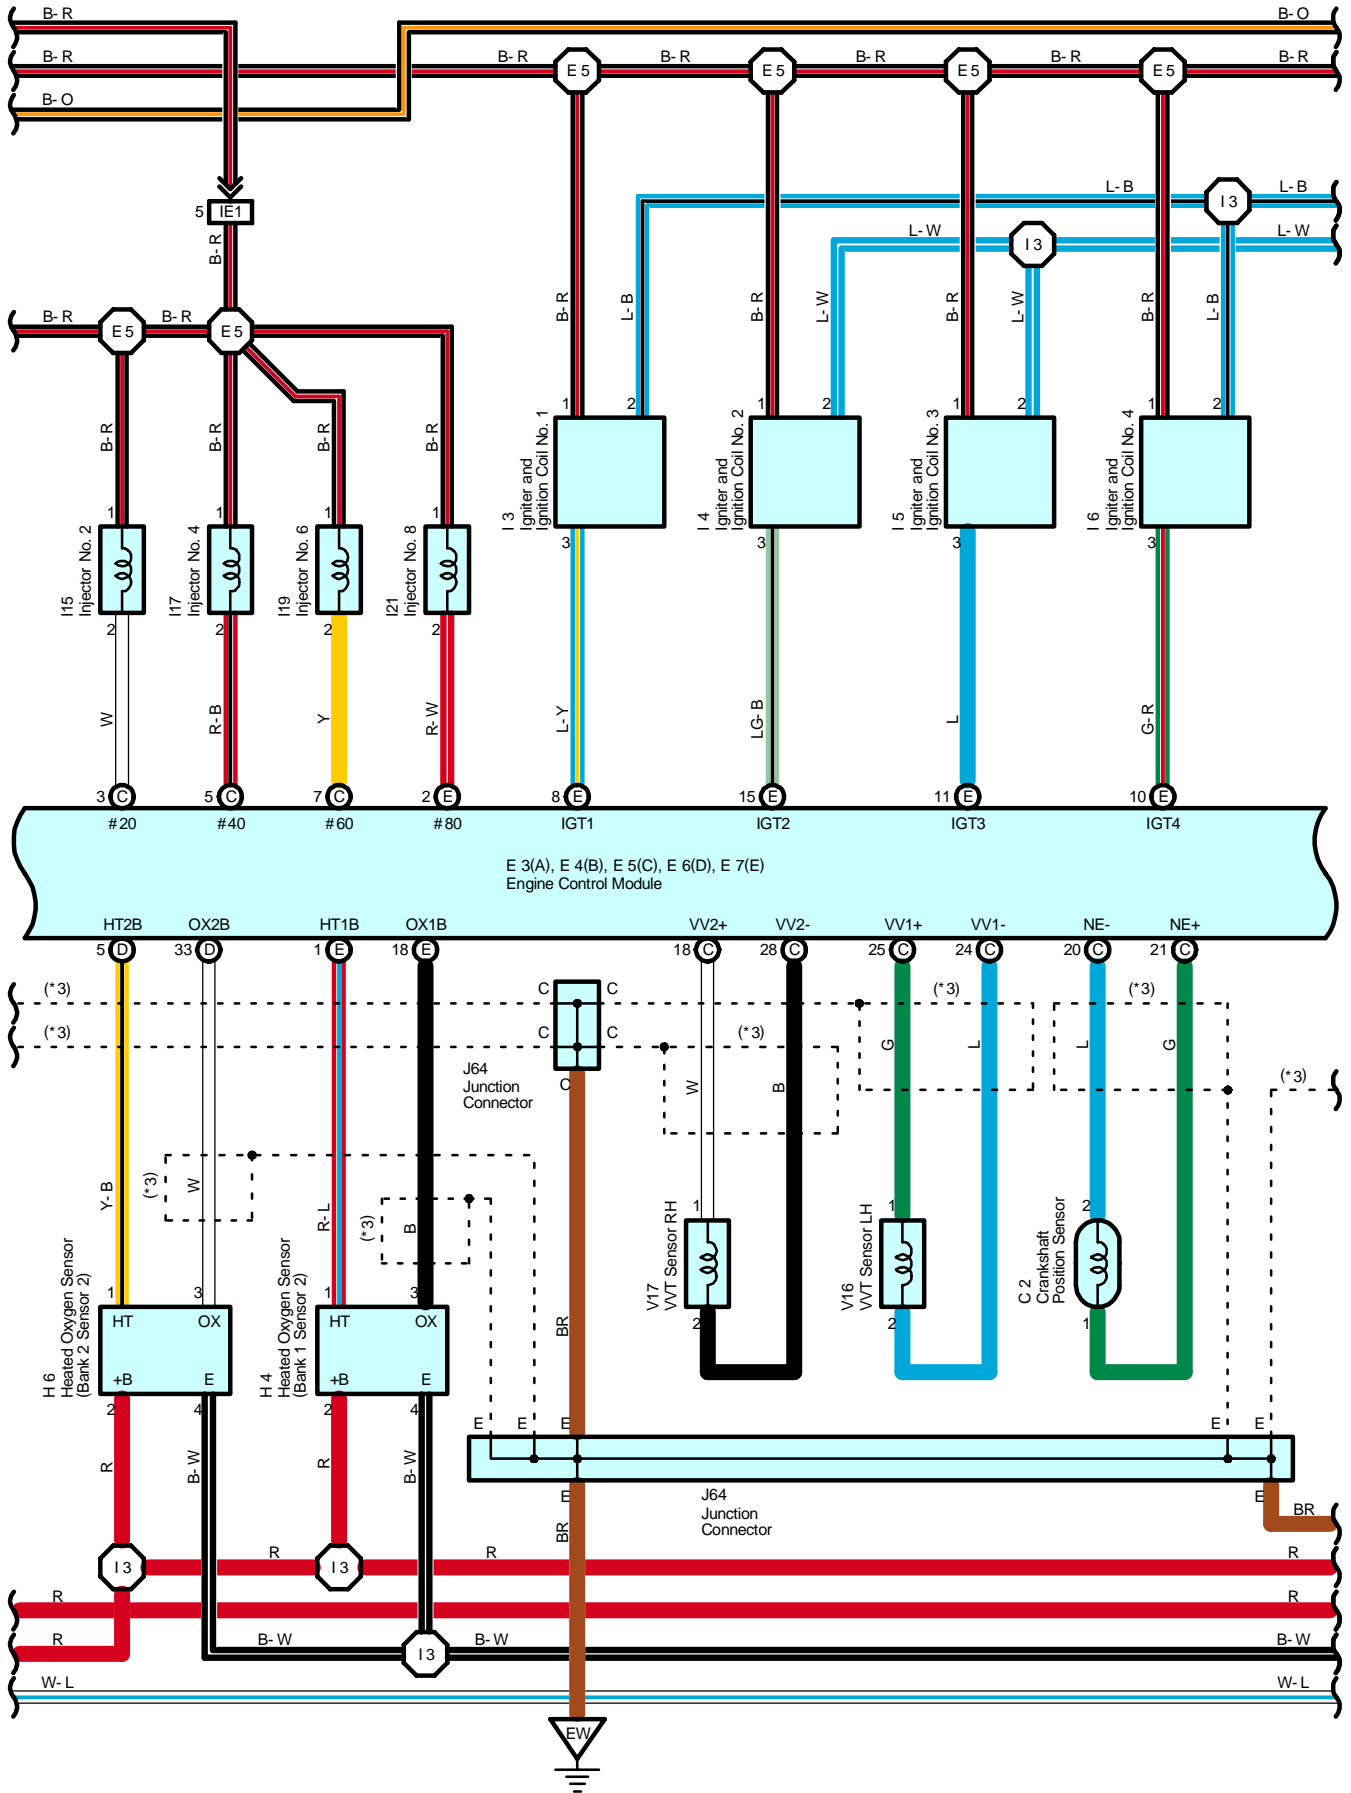 B- R
B- O
B- R
B- R
B- R
B- R
B- R
E 5
E 5
E 5
E 5
B- O
L- B
L- B
I 3
5
IE1
L- W
L- W
I 3
B- R
B- R
B- R
E 5
E 5
B- R
L- B
B- R
L- W
B- R
L- W
B- R
L- B
1
2
1
2
1
2
1
2
B- R
B- R
B- R
B- R
I 3
Igniter and
Ignition Coil No. 1
I 4
Igniter and
Ignition Coil No. 2
I 5
Igniter and
Ignition Coil No. 3
I 6
Igniter and
Ignition Coil No. 4
1
1
1
1
3
3
3
3
I15
Injector No. 2
I17
Injector No. 4
I19
Injector No. 6
I21
Injector No. 8
2
2
2
2
W
R- B
Y
R- W
L- Y
LG- B
L
G- R
3 C
5 C
7 C
2 E
8 E
15 E
11 E
10 E
#20
#40
#60
#80
IGT1
IGT2
IGT3
IGT4
E 3(A), E 4(B), E 5(C), E 6(D), E 7(E)
Engine Control Module
HT2B
OX2B
HT1B
OX1B
VV2+
VV2-
VV1+
VV1-
NE-
NE+
5 D
33 D
1 E
18 E
18 C
28 C
25 C
24 C
20 C
21 C
(*3)
C
C
(*3)
(*3)
(*3)
C
C
(*3)
G
L
L
G
J64
Junction
Connector
C
W
B
(*3)
Y- B
(*3)
W
R- L
(*3)
B
1
1
2
V17
VVT Sensor RH
V16
VVT Sensor LH
C 2
Crankshaft
Position Sensor
1
3
1
3
2
2
1
H 6
Heated Oxygen Sensor
(Bank 2 Sensor 2)
HT
OX
+B
E
H 4
Heated Oxygen Sensor
(Bank 1 Sensor 2)
HT
OX
+B
E
BR
2
4
2
4
E
E
E
E
E
R
B- W
R
B- W
E
J64
Junction
Connector
E
BR
BR
I 3
R
I 3
R
R
R
R
R
B- W
I 3
B- W
B- W
W- L
W- L
EW